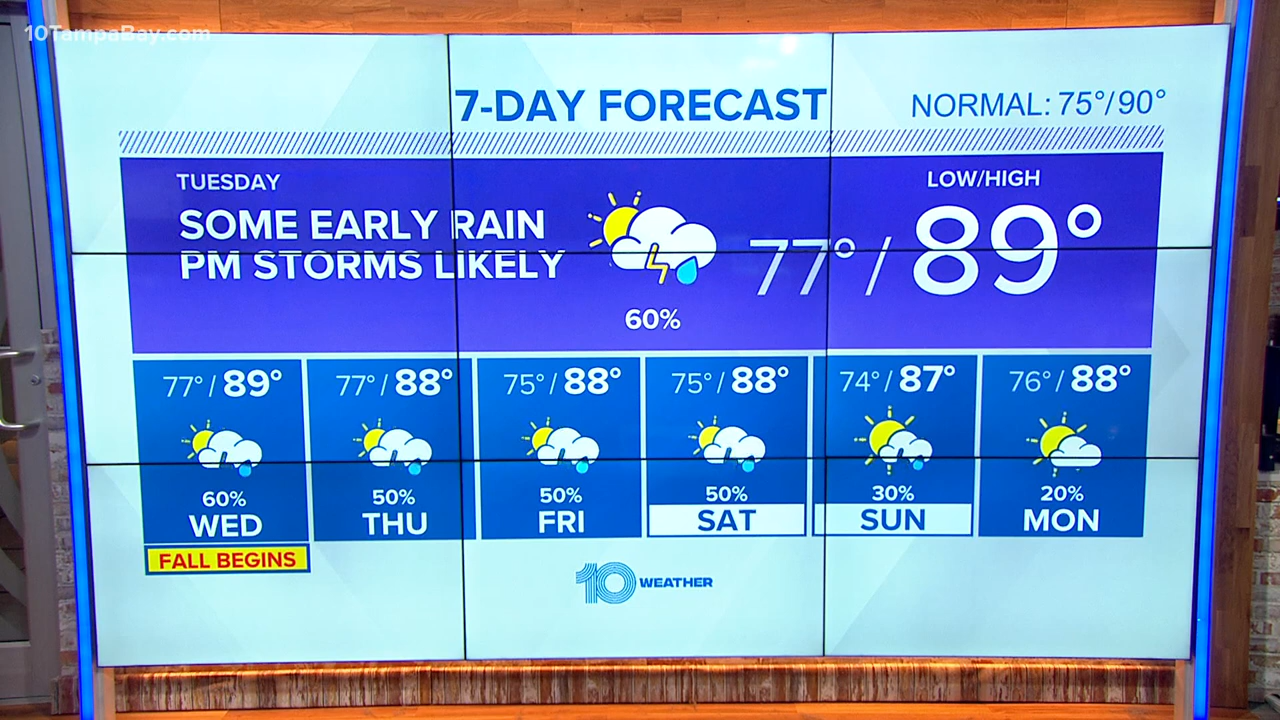 10TampaBay.com
7-DAY FORECAST
NORMAL: 75°/90°
TUESDAY
SOME EARLY RAIN
PM STORMS LIKELY
60%
LOW/HIGH
77°/89°
77°/89°
60%
WED
FALL BEGINS
77°/88°
50%
THU
75°/88°
50%
FRI
75°/88°
50%
SAT
74°/87°
30%
SUN
76°/88°
20%
MON
10 WEATHER